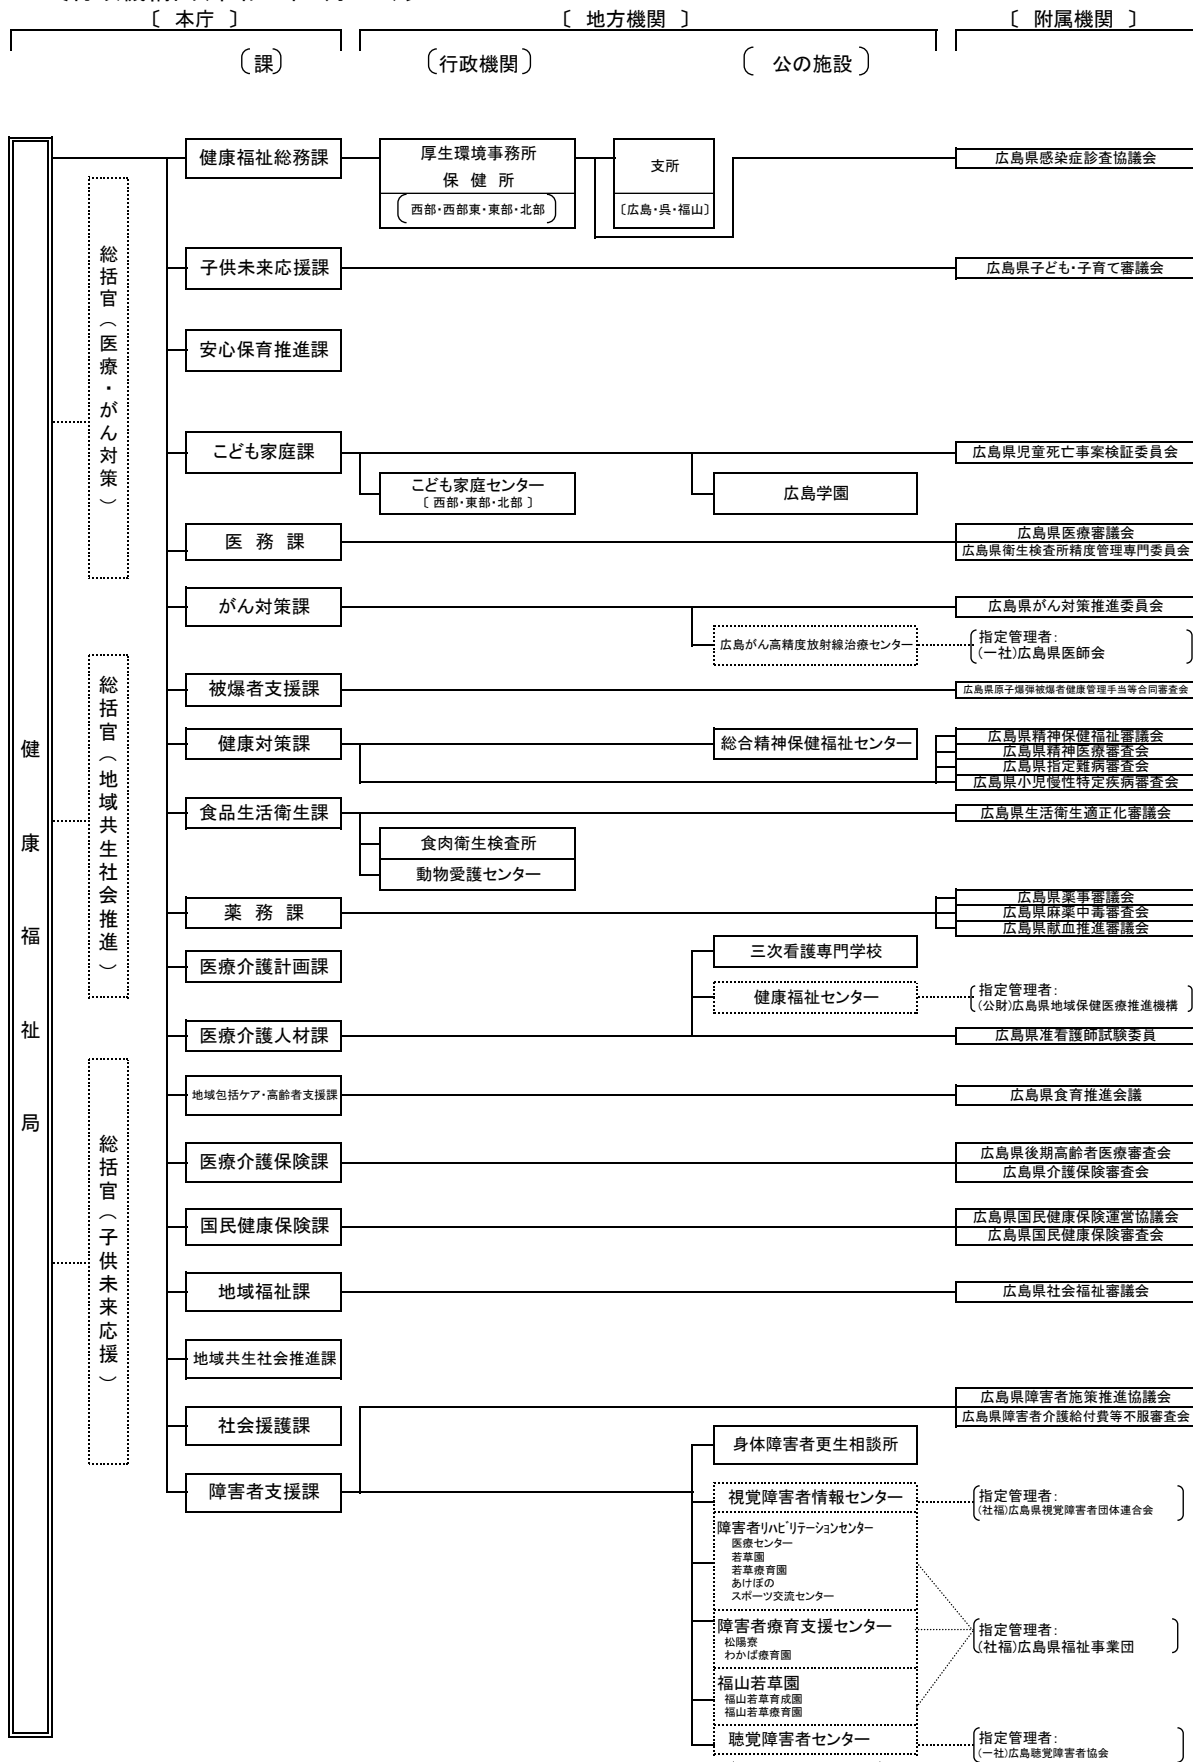 〔 本庁 〕
〔 地方機関 〕
〔 附属機関 〕
〔課〕
〔行政機関〕
〔 公の施設 〕
健康福祉局
総括官（医療・がん対策）
総括官（地域共生社会推進）
総括官（子供未来応援）
健康福祉総務課
厚生環境事務所
保 健 所
〔西部・西部東・東部・北部〕
支所
〔広島・呉・福山〕
広島県感染症診査協議会
子供未来応援課
広島県子ども・子育て審議会
安心保育推進課
こども家庭課
広島県児童死亡事案検証委員会
こども家庭センター
〔 西部・東部・北部 〕
広島学園
医 務 課
広島県医療審議会
広島県衛生検査所精度管理専門委員会
がん対策課
広島県がん対策推進委員会
広島がん高精度放射線治療センター
指定管理者：
(一社)広島県医師会
被爆者支援課
広島県原子爆弾被爆者健康管理手当等合同審査会
健康対策課
総合精神保健福祉センター
広島県精神保健福祉審議会
広島県精神医療審査会
広島県指定難病審査会
広島県小児慢性特定疾病審査会
食品生活衛生課
広島県生活衛生適正化審議会
食肉衛生検査所
動物愛護センター
薬 務 課
広島県薬事審議会
広島県麻薬中毒審査会
広島県献血推進審議会
三次看護専門学校
医療介護計画課
健康福祉センター
指定管理者：
(公財)広島県地域保健医療推進機構
医療介護人材課
広島県准看護師試験委員
地域包括ケア・高齢者支援課
広島県食育推進会議
医療介護保険課
広島県後期高齢者医療審査会
広島県介護保険審査会
国民健康保険課
広島県国民健康保険運営協議会
広島県国民健康保険審査会
地域福祉課
広島県社会福祉審議会
地域共生社会推進課
社会援護課
広島県障害者施策推進協議会
広島県障害者介護給付費等不服審査会
身体障害者更生相談所
障害者支援課
視覚障害者情報センター
指定管理者：
(社福)広島県視覚障害者団体連合会
障害者ﾘﾊﾋﾞﾘﾃｰｼｮﾝｾﾝﾀｰ
医療センター
若草園
若草療育園
あけぼの
スポーツ交流センター
障害者療育支援センター
松陽寮
わかば療育園
指定管理者：
(社福)広島県福祉事業団
福山若草園
福山若草育成園
福山若草療育園
聴覚障害者センター
指定管理者：
(一社)広島聴覚障害者協会